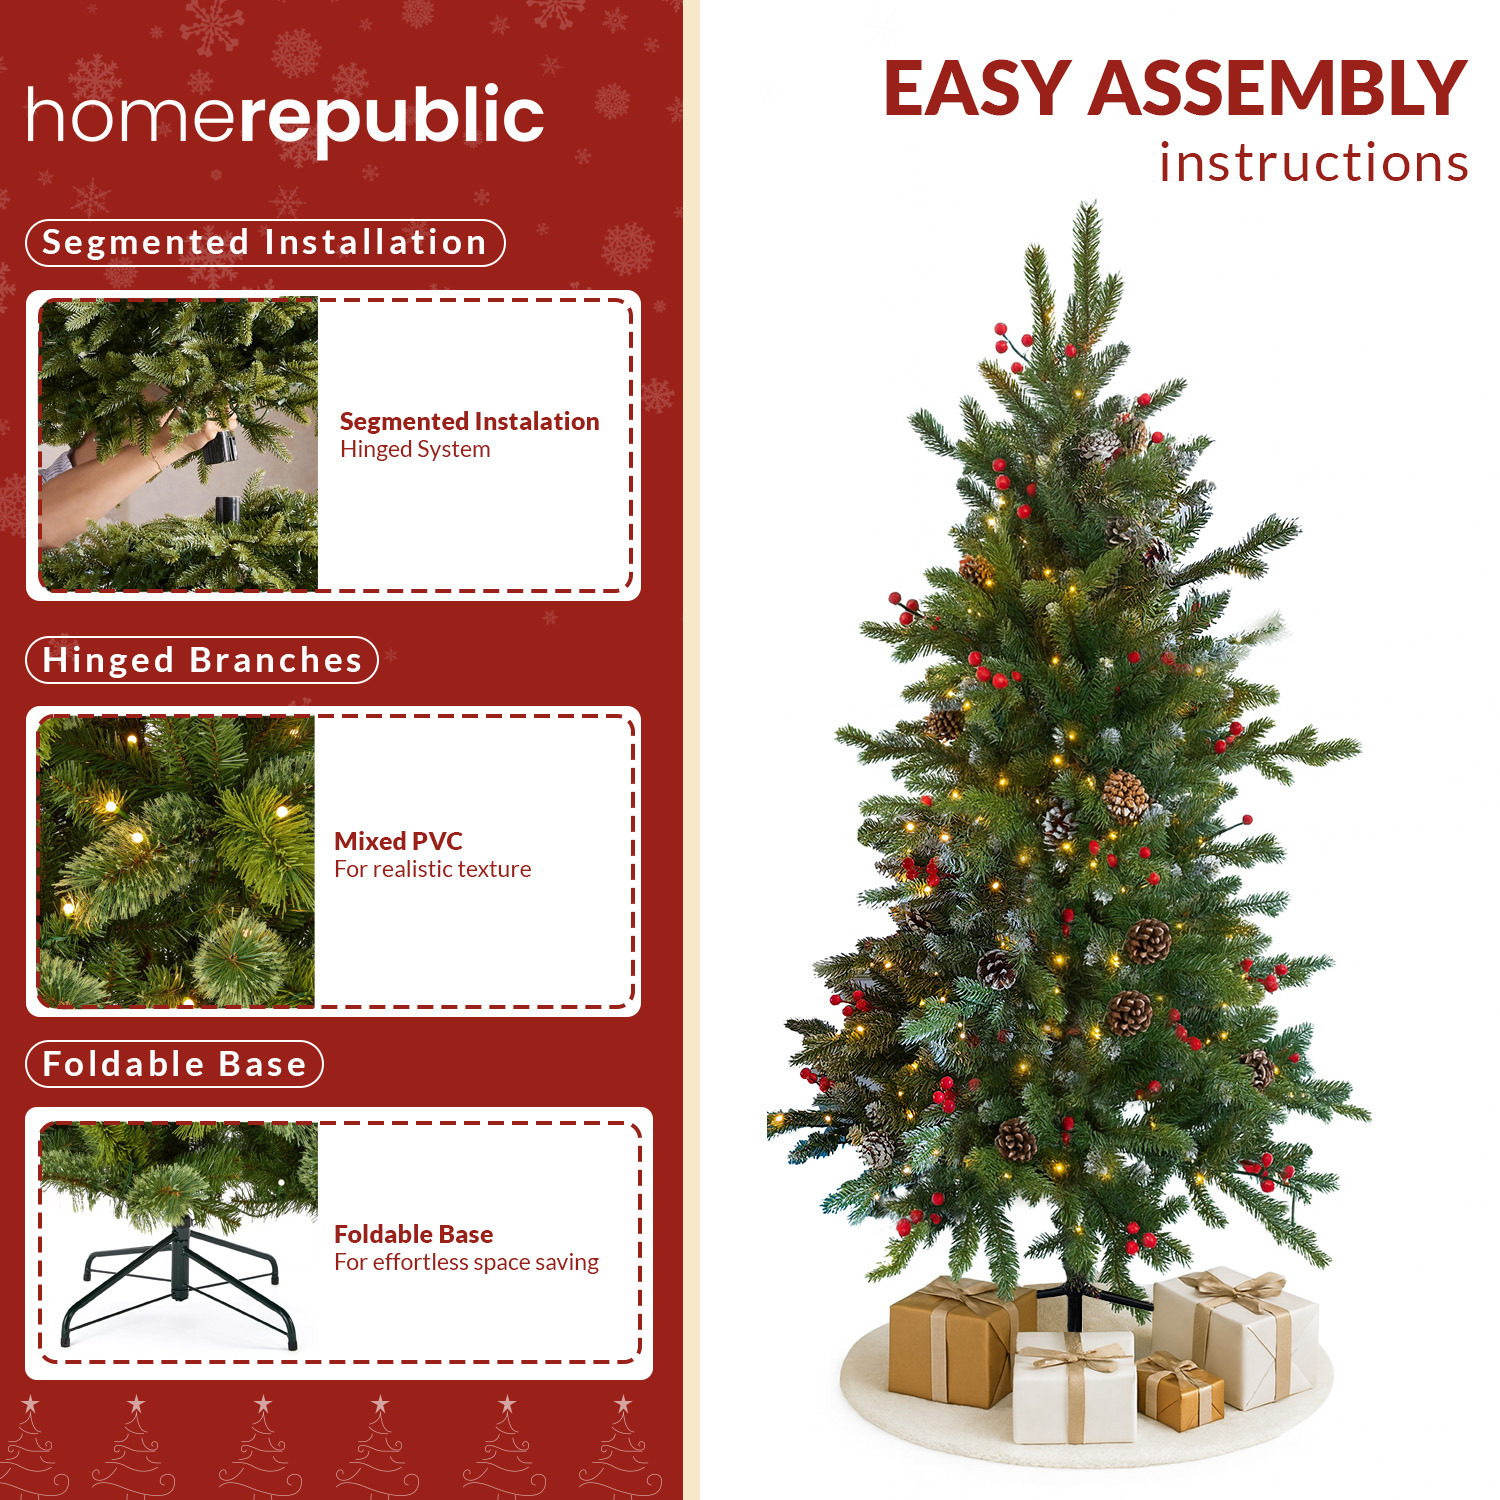 homerepublic
EASY ASSEMBLY
instructions
Segmented Installation
Segmented Instalation
Hinged System
Hinged Branches
Mixed PVC
For realistic texture
Foldable Base
Foldable Base
For effortless space saving